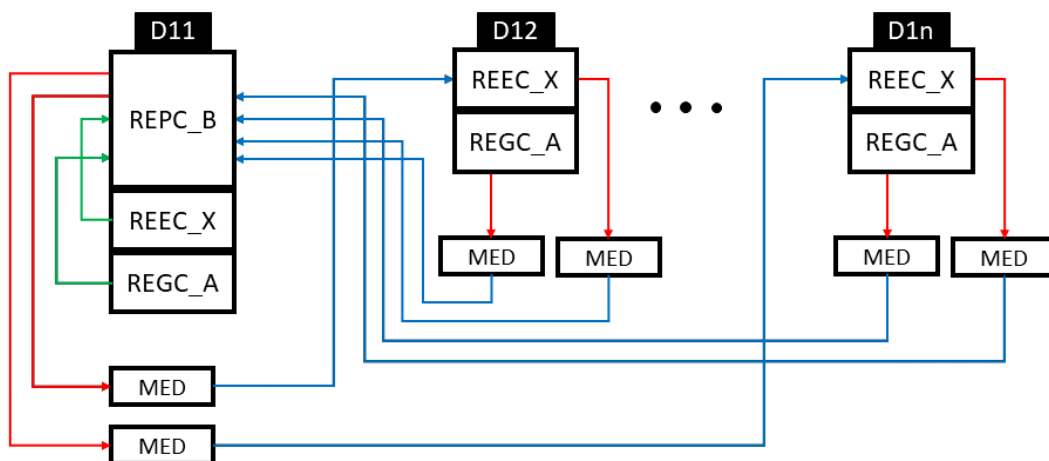 D11
REPC_B
REEC_X
REGC_A
MED
MED
D12
REEC_X
REGC_A
MED
MED
D1n
REEC_X
REGC_A
MED
MED